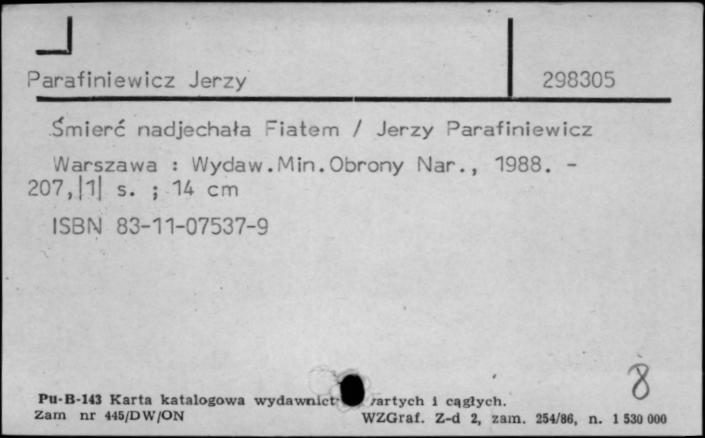 Parafiniewicz Jerzy 298305
Śmierć nadjechała Fiatem / Jerzy Parafiniewicz
Warszawa : Wydaw.Min.Obrony Nar., 1988. -
207,|1| s. ; 14 cm
ISBN 83-11-07537-9
8
Pu-B-143 Karta katalogowa wydawnict artych i cągłych.
Zam nr 445/DW/ON WZGraf. Z-d 2, zam. 254/86, n. 1 530 000